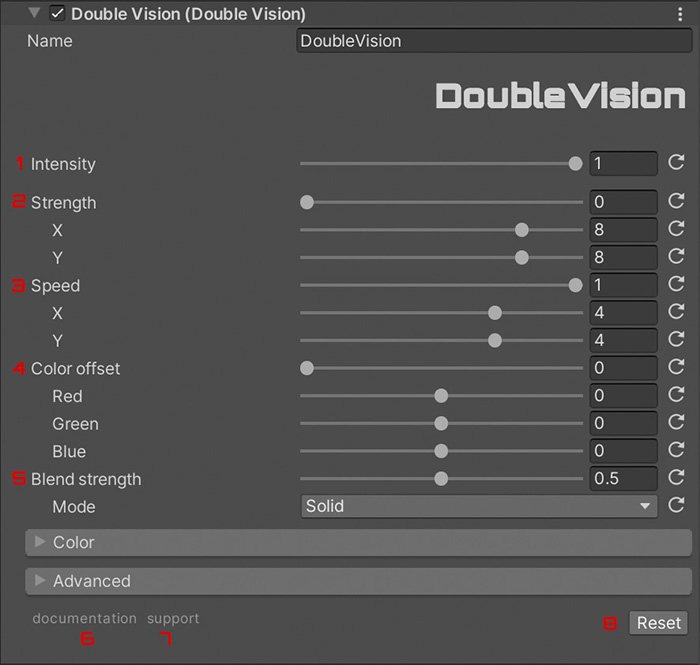 Double Vision (Double Vision)
Name DoubleVision
DoubleVision
1 Intensity 1
2 Strength 0
X 8
Y 8
3 Speed 1
X 4
Y 4
4 Color offset 0
Red 0
Green 0
Blue 0
5 Blend strength 0.5
Mode Solid
Color
Advanced
documentation support
6 7 8 Reset